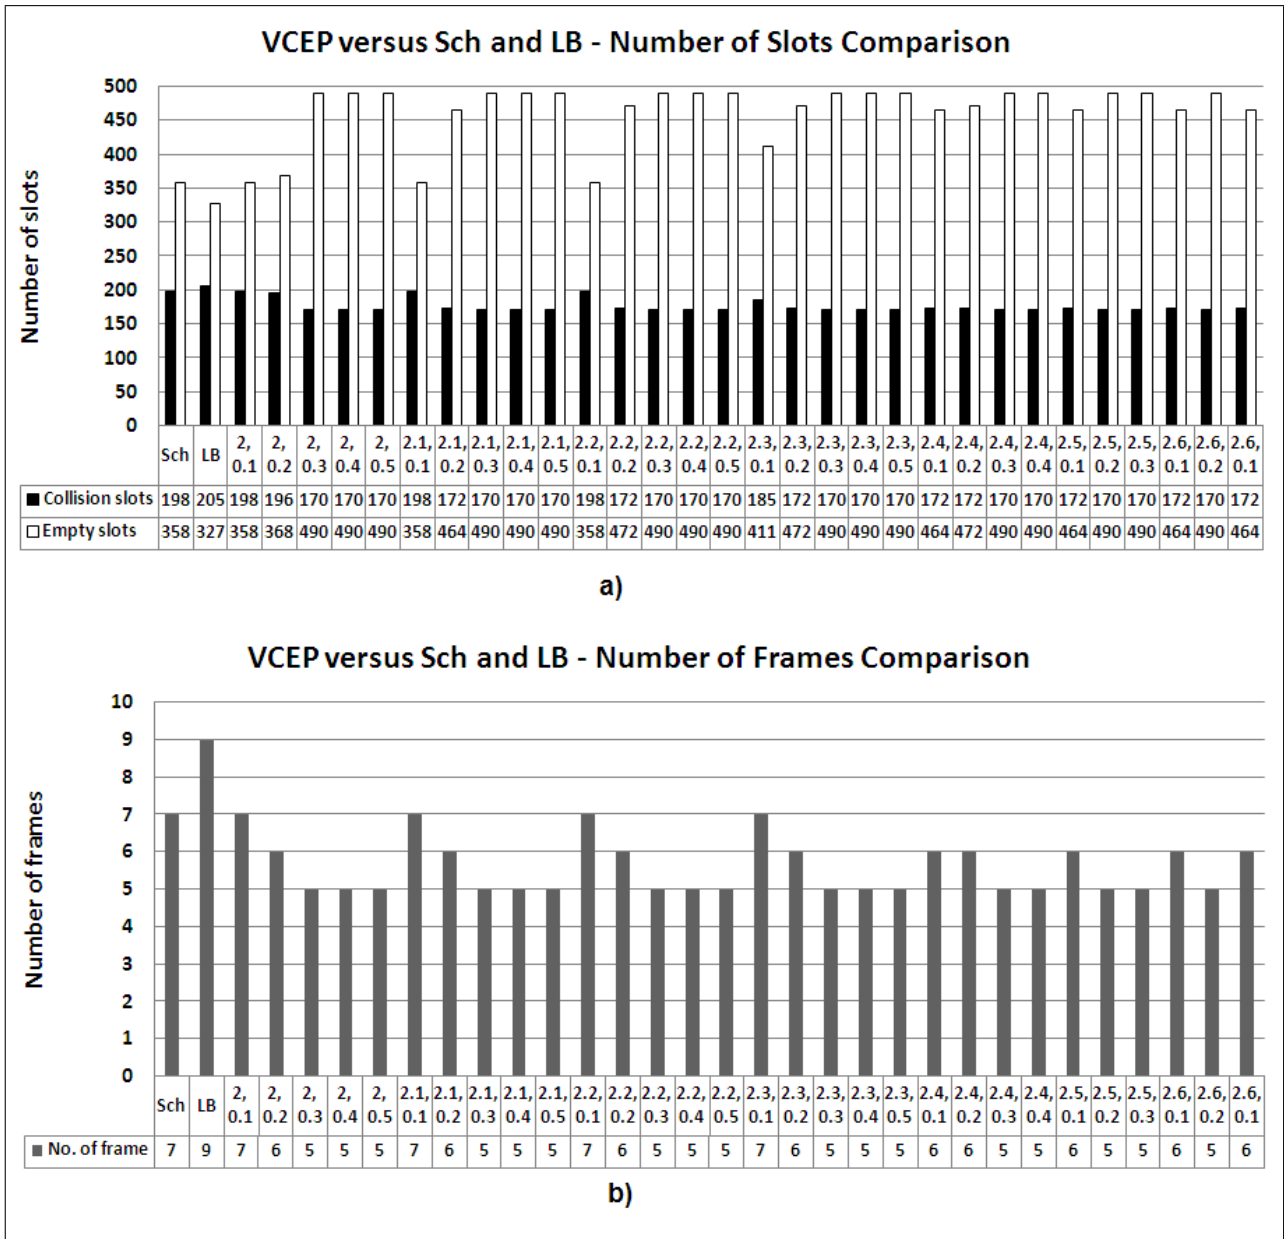 VCEP versus Sch and LB - Number of Slots Comparison
Number of slots
500
450
400
350
300
250
200
150
100
50
0
Sch LB 2, 0.1 2, 0.2 2, 0.3 2, 0.4 2, 0.5 2.1, 0.1 2.1, 0.2 2.1, 0.3 2.1, 0.4 2.1, 0.5 2.2, 0.1 2.2, 0.2 2.2, 0.3 2.2, 0.4 2.2, 0.5 2.3, 0.1 2.3, 0.2 2.3, 0.3 2.3, 0.4 2.3, 0.5 2.4, 0.1 2.4, 0.2 2.4, 0.3 2.4, 0.4 2.5, 0.1 2.5, 0.2 2.5, 0.3 2.6, 0.1 2.6, 0.2 2.6, 0.1
Collision slots 198 205 198 196 170 170 170 198 172 170 170 170 198 172 170 170 170 185 172 170 170 170 172 172 170 170 172 170 170 172 170 172
Empty slots 358 327 358 368 490 490 490 358 464 490 490 490 358 472 490 490 490 411 472 490 490 490 464 472 490 490 464 490 490 464 490 464
a)
VCEP versus Sch and LB - Number of Frames Comparison
Number of frames
10
9
8
7
6
5
4
3
2
1
0
Sch LB 2, 0.1 2, 0.2 2, 0.3 2, 0.4 2, 0.5 2.1, 0.1 2.1, 0.2 2.1, 0.3 2.1, 0.4 2.1, 0.5 2.2, 0.1 2.2, 0.2 2.2, 0.3 2.2, 0.4 2.2, 0.5 2.3, 0.1 2.3, 0.2 2.3, 0.3 2.3, 0.4 2.3, 0.5 2.4, 0.1 2.4, 0.2 2.4, 0.3 2.4, 0.4 2.5, 0.1 2.5, 0.2 2.5, 0.3 2.6, 0.1 2.6, 0.2 2.6, 0.1
No. of frame 7 9 7 6 5 5 5 7 6 5 5 5 7 6 5 5 5 7 6 5 5 5 6 6 5 5 6 5 5 6 5 6
b)